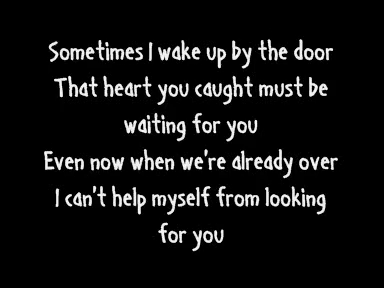 Sometimes I wake up by the door
That heart you caught must be
waiting for you
Even now when we're already over
I can't help myself from looking
for you